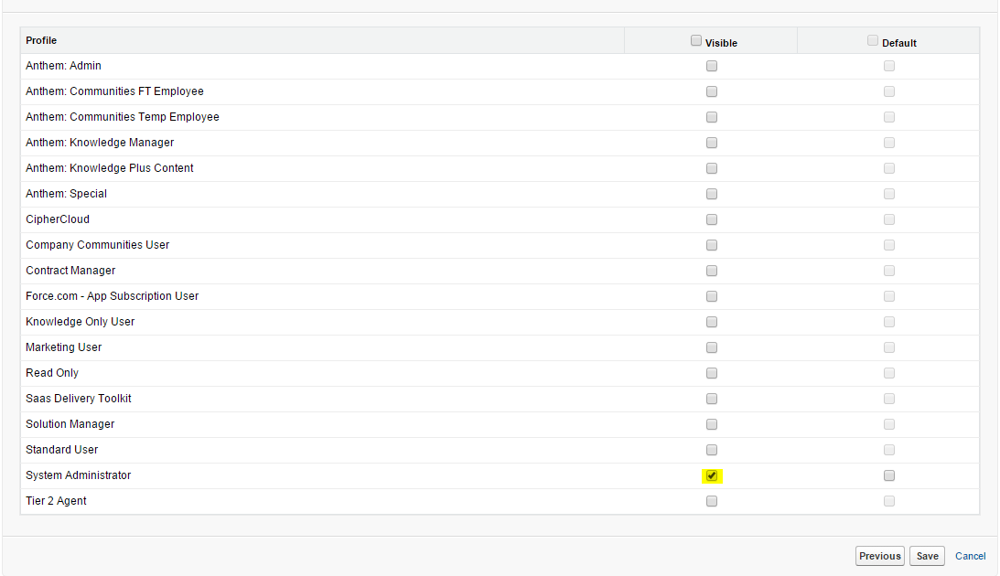 Profile Visible Default
Anthem: Admin
Anthem: Communities FT Employee
Anthem: Communities Temp Employee
Anthem: Knowledge Manager
Anthem: Knowledge Plus Content
Anthem: Special
CipherCloud
Company Communities User
Contract Manager
Force.com - App Subscription User
Knowledge Only User
Marketing User
Read Only
Saas Delivery Toolkit
Solution Manager
Standard User
System Administrator
Tier 2 Agent
Previous Save Cancel